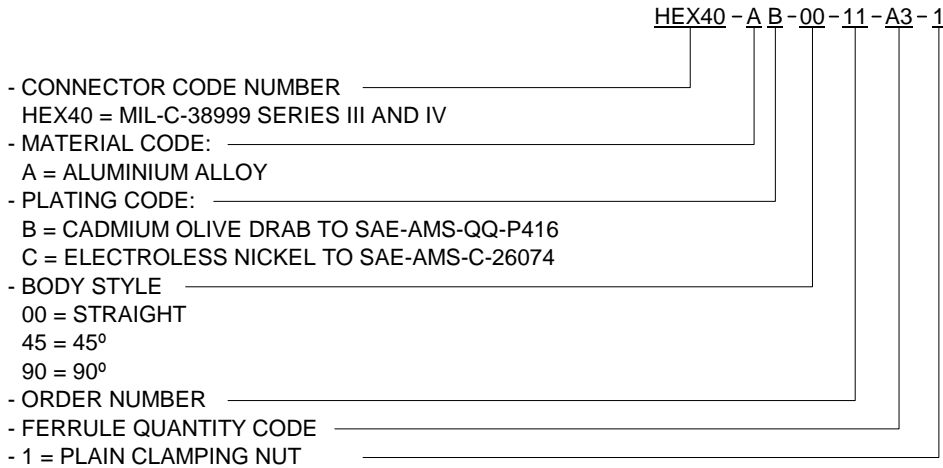 HEX40 - A B - 00 - 11 - A3 - 1
- CONNECTOR CODE NUMBER
HEX40 = MIL-C-38999 SERIES III AND IV
- MATERIAL CODE:
A = ALUMINIUM ALLOY
- PLATING CODE:
B = CADMIUM OLIVE DRAB TO SAE-AMS-QQ-P416
C = ELECTROLESS NICKEL TO SAE-AMS-C-26074
- BODY STYLE
00 = STRAIGHT
45 = 45º
90 = 90º
- ORDER NUMBER
- FERRULE QUANTITY CODE
- 1 = PLAIN CLAMPING NUT